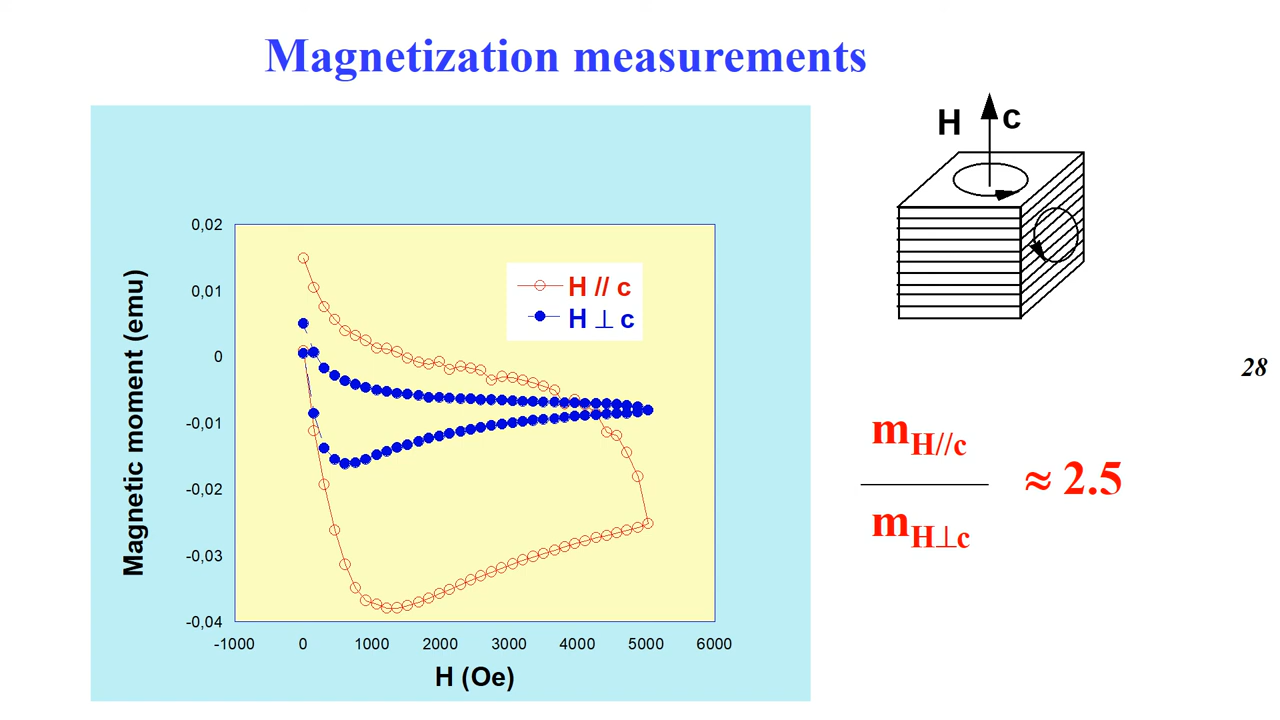 Magnetization measurements
H c
0,02
0,01
0
-0,01
-0,02
-0,03
-0,04
Magnetic moment (emu)
H // c
H ⊥ c
-1000 0 1000 2000 3000 4000 5000 6000
H (Oe)
28
mH//c
mH⊥c
≈ 2.5